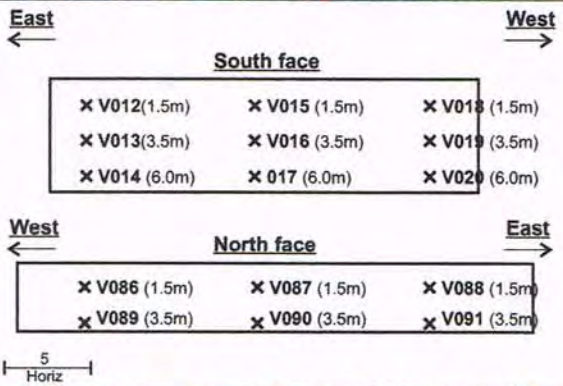 East West
South face
× V012(1.5m) × V015 (1.5m) × V018 (1.5m)
× V013(3.5m) × V016 (3.5m) × V019 (3.5m)
× V014 (6.0m) × 017 (6.0m) × V020 (6.0m)
West East
North face
× V086 (1.5m) × V087 (1.5m) × V088 (1.5m)
× V089 (3.5m) × V090 (3.5m) × V091 (3.5m)
5
Horiz